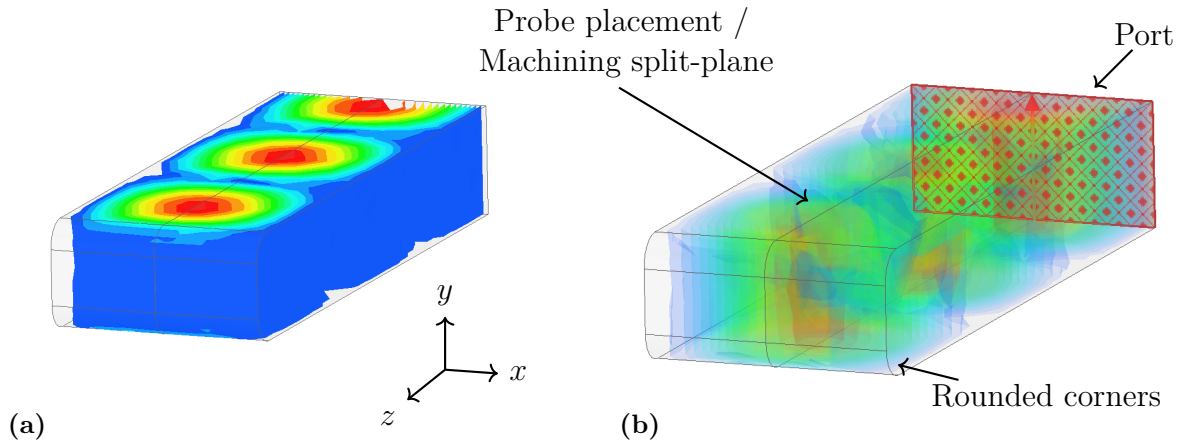 Probe placement /
Machining split-plane
Port
y
x
z
Rounded corners
(a)
(b)